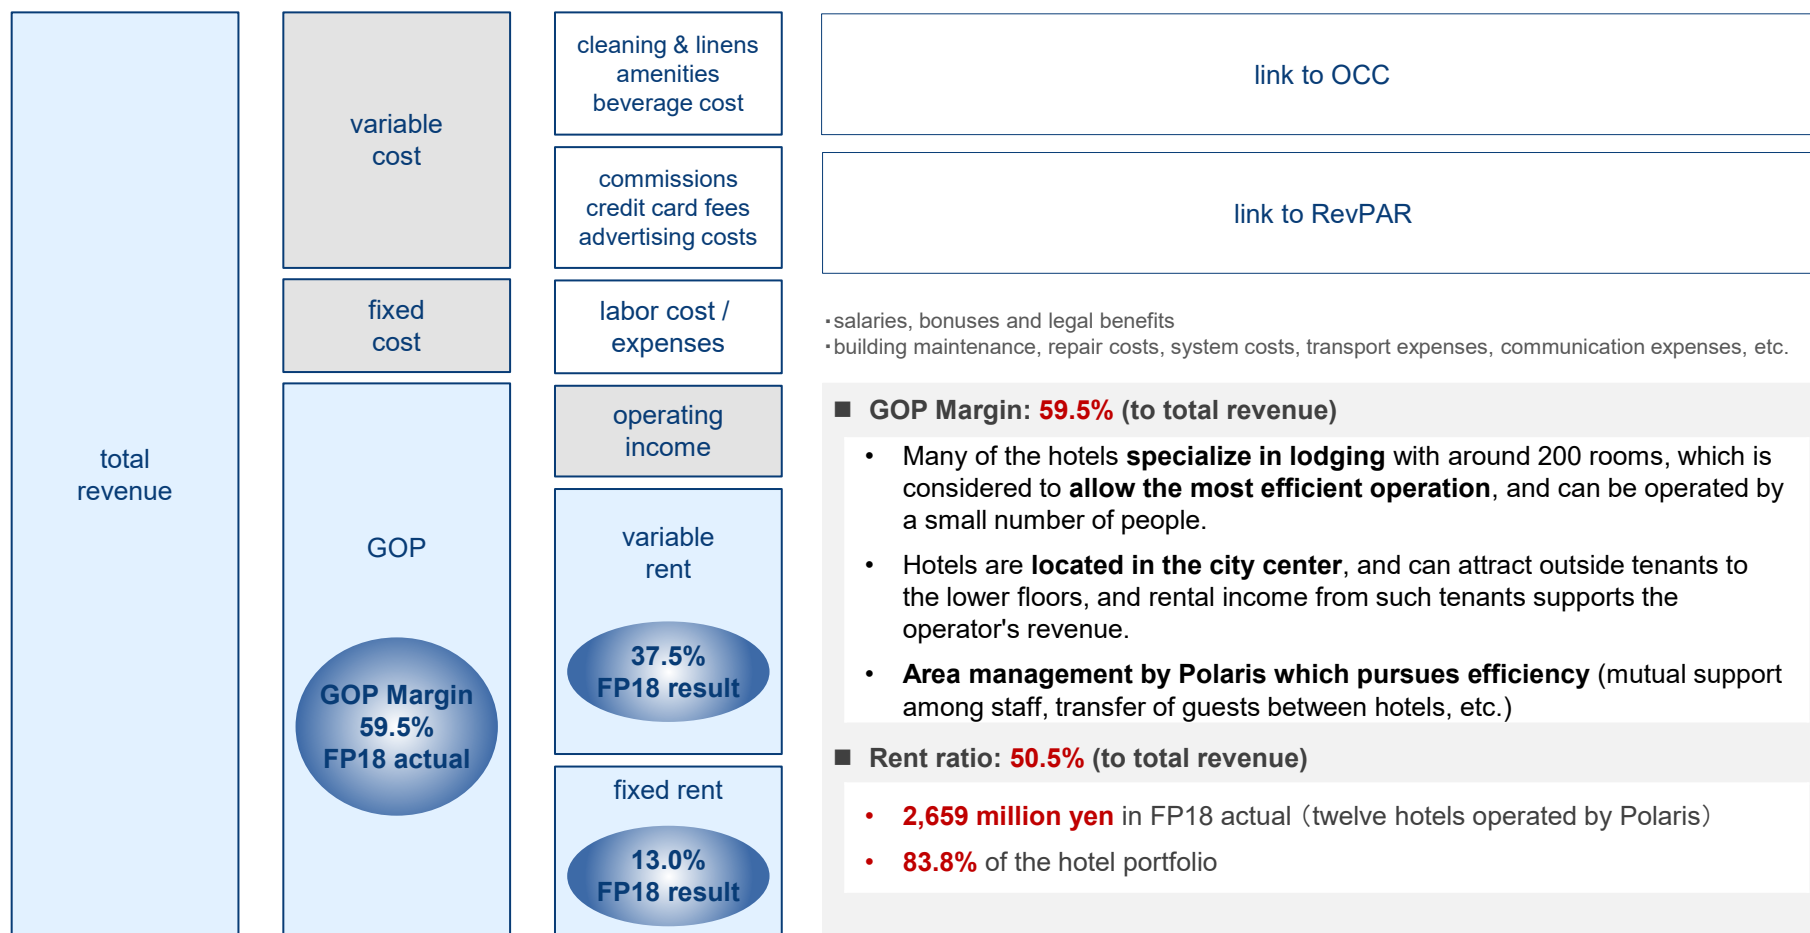 total
revenue
variable
cost
fixed
cost
GOP
GOP Margin
59.5%
FP18 actual
cleaning & linens
amenities
beverage cost
commissions
credit card fees
advertising costs
labor cost /
expenses
operating
income
variable
rent
37.5%
FP18 result
fixed rent
13.0%
FP18 result
link to OCC
link to RevPAR
・salaries, bonuses and legal benefits
・building maintenance, repair costs, system costs, transport expenses, communication expenses, etc.
■ GOP Margin: 59.5% (to total revenue)
• Many of the hotels specialize in lodging with around 200 rooms, which is
considered to allow the most efficient operation, and can be operated by
a small number of people.
• Hotels are located in the city center, and can attract outside tenants to
the lower floors, and rental income from such tenants supports the
operator's revenue.
• Area management by Polaris which pursues efficiency (mutual support
among staff, transfer of guests between hotels, etc.)
■ Rent ratio: 50.5% (to total revenue)
• 2,659 million yen in FP18 actual（twelve hotels operated by Polaris）
• 83.8% of the hotel portfolio